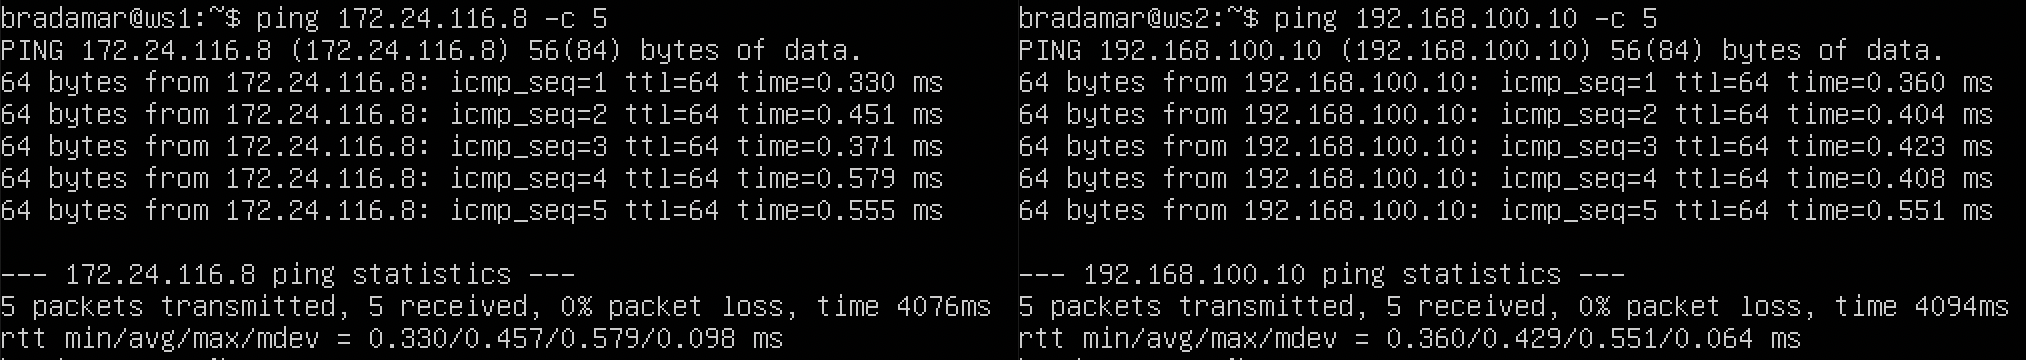 bradamar@ws1:~$ ping 172.24.116.8 -c 5
PING 172.24.116.8 (172.24.116.8) 56(84) bytes of data.
64 bytes from 172.24.116.8: icmp_seq=1 ttl=64 time=0.330 ms
64 bytes from 172.24.116.8: icmp_seq=2 ttl=64 time=0.451 ms
64 bytes from 172.24.116.8: icmp_seq=3 ttl=64 time=0.371 ms
64 bytes from 172.24.116.8: icmp_seq=4 ttl=64 time=0.579 ms
64 bytes from 172.24.116.8: icmp_seq=5 ttl=64 time=0.555 ms
--- 172.24.116.8 ping statistics ---
5 packets transmitted, 5 received, 0% packet loss, time 4076ms
rtt min/avg/max/mdev = 0.330/0.457/0.579/0.098 ms
bradamar@ws2:~$ ping 192.168.100.10 -c 5
PING 192.168.100.10 (192.168.100.10) 56(84) bytes of data.
64 bytes from 192.168.100.10: icmp_seq=1 ttl=64 time=0.360 ms
64 bytes from 192.168.100.10: icmp_seq=2 ttl=64 time=0.404 ms
64 bytes from 192.168.100.10: icmp_seq=3 ttl=64 time=0.423 ms
64 bytes from 192.168.100.10: icmp_seq=4 ttl=64 time=0.408 ms
64 bytes from 192.168.100.10: icmp_seq=5 ttl=64 time=0.551 ms
--- 192.168.100.10 ping statistics ---
5 packets transmitted, 5 received, 0% packet loss, time 4094ms
rtt min/avg/max/mdev = 0.360/0.429/0.551/0.064 ms